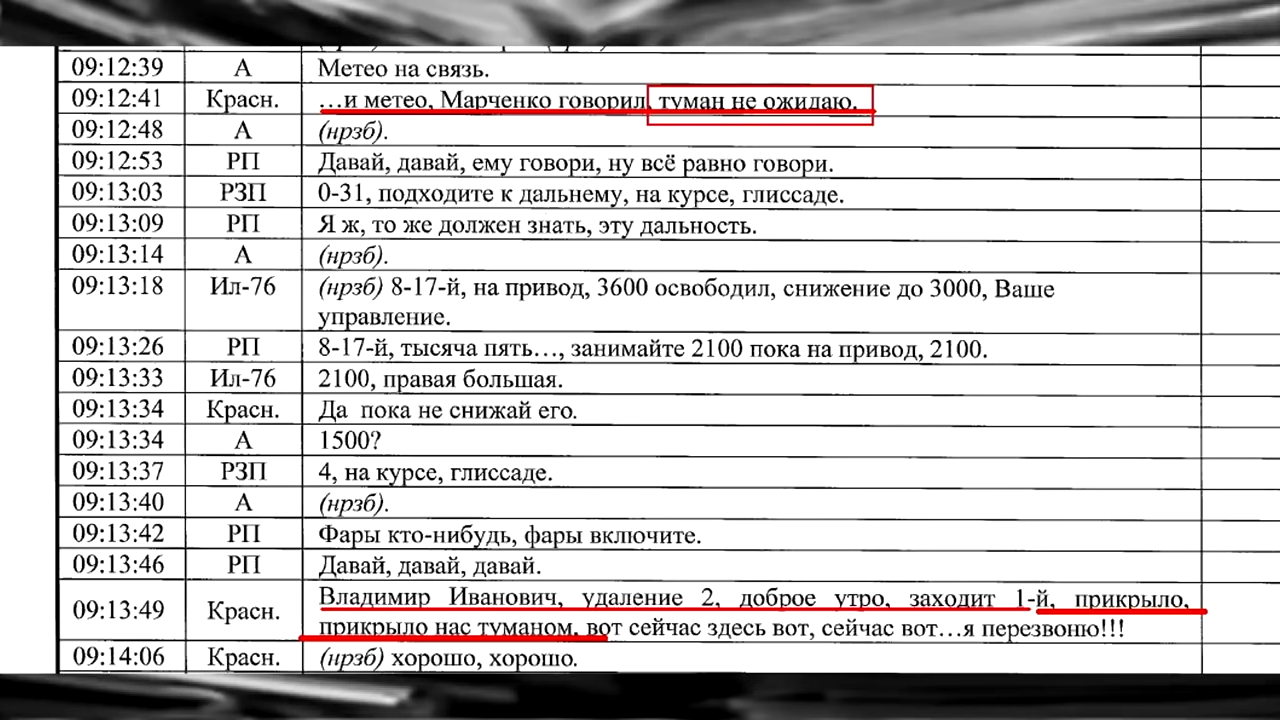 09:12:39 А Метео на связь.
09:12:41 Красн. …и метео, Марченко говорил, туман не ожидаю.
09:12:48 А (нрзб).
09:12:53 РП Давай, давай, ему говори, ну всё равно говори.
09:13:03 РЗП 0-31, подходите к дальнему, на курсе, глиссаде.
09:13:09 РП Я ж, то же должен знать, эту дальность.
09:13:14 А (нрзб).
09:13:18 Ил-76 (нрзб) 8-17-й, на привод, 3600 освободил, снижение до 3000, Ваше
управление.
09:13:26 РП 8-17-й, тысяча пять…, занимайте 2100 пока на привод, 2100.
09:13:33 Ил-76 2100, правая большая.
09:13:34 Красн. Да пока не снижай его.
09:13:34 А 1500?
09:13:37 РЗП 4, на курсе, глиссаде.
09:13:40 А (нрзб).
09:13:42 РП Фары кто-нибудь, фары включите.
09:13:46 РП Давай, давай, давай.
09:13:49 Красн. Владимир Иванович, удаление 2, доброе утро, заходит 1-й, прикрыло,
прикрыло нас туманом, вот сейчас здесь вот, сейчас вот…я перезвоню!!!
09:14:06 Красн. (нрзб) хорошо, хорошо.